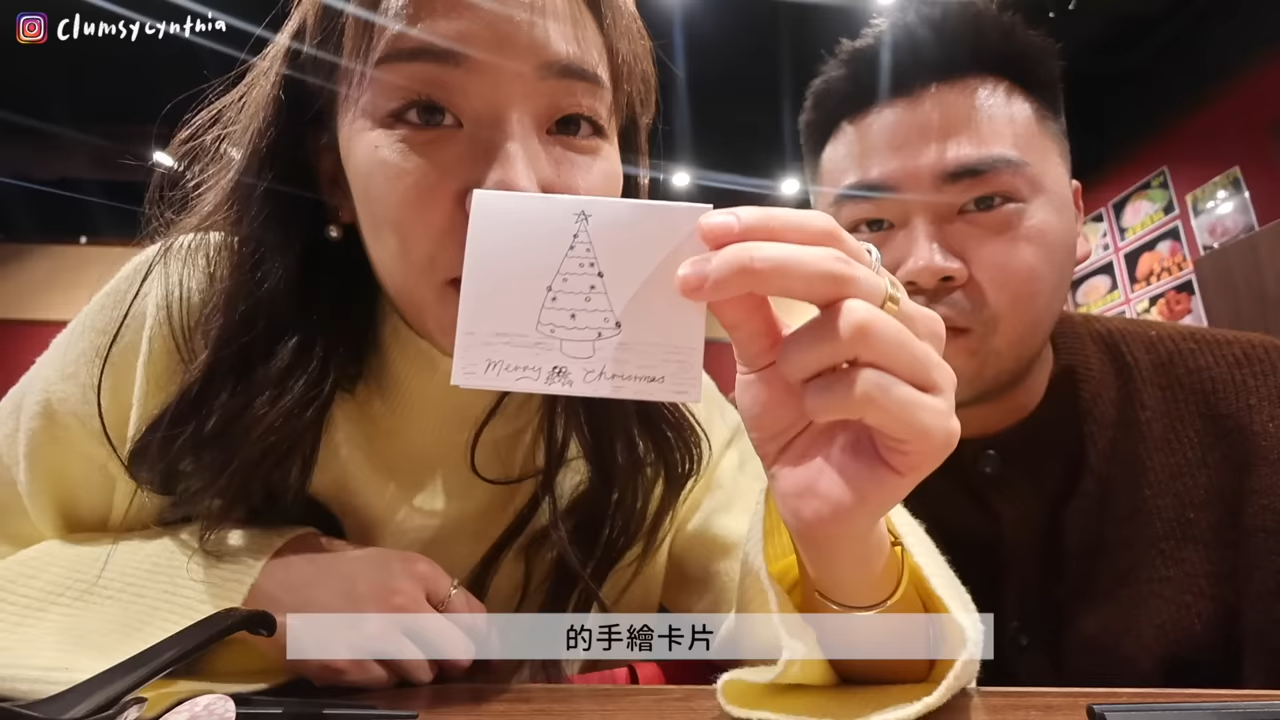 clumsycynthia
Merry Christmas
的手繪卡片